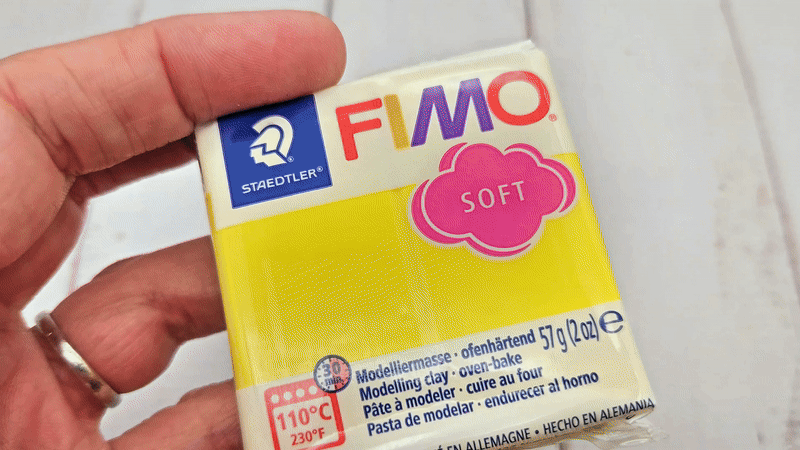 FIMO®
STAEDTLER®
SOFT
57g (2 oz) e
30 min
110°C
230°F
Modelliermasse · ofenhärtend
Modelling clay · oven-bake
Pâte à modeler · cuire au four
Pasta de modelar · endurecer al horno
EN ALLEMAGNE · HECHO EN ALEMANIA